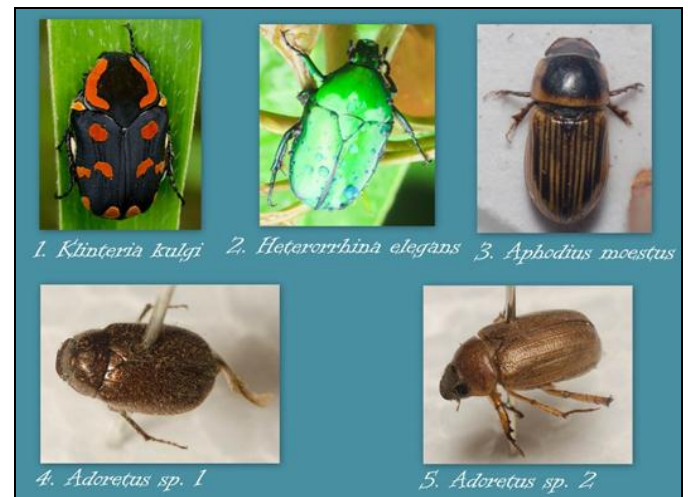 1. Klinteria kulgi
2. Heterorrhina elegans
3. Aphodius moestus
4. Adoretus sp. 1
5. Adoretus sp. 2